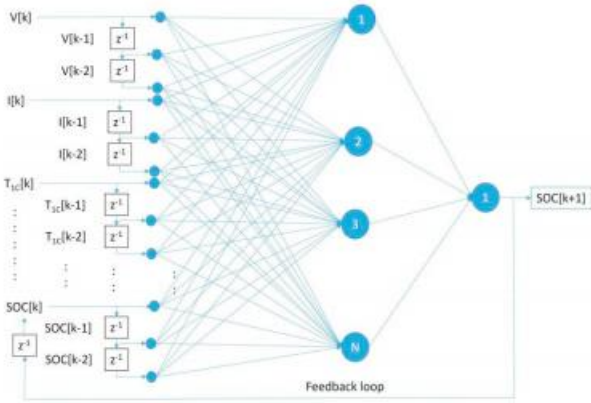 V[k]
V[k-1] z-1
V[k-2] z-1
I[k]
I[k-1] z-1
I[k-2] z-1
T1C[k]
T1C[k-1] z-1
T1C[k-2] z-1
SOC[k]
SOC[k-1] z-1
SOC[k-2] z-1
z-1
1
2
3
N
1
SOC[k+1]
Feedback loop